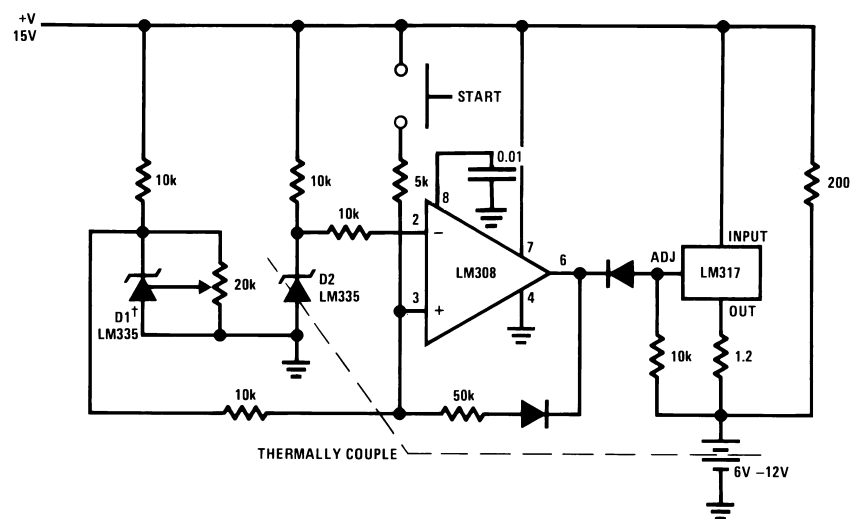 +V
15V
START
10k
10k
5k
0.01
8
200
10k
2
−
7
6
ADJ
INPUT
LM308
LM317
D1†
LM335
20k
D2
LM335
3
+
4
OUT
10k
1.2
10k
50k
THERMALLY COUPLE
6V −12V